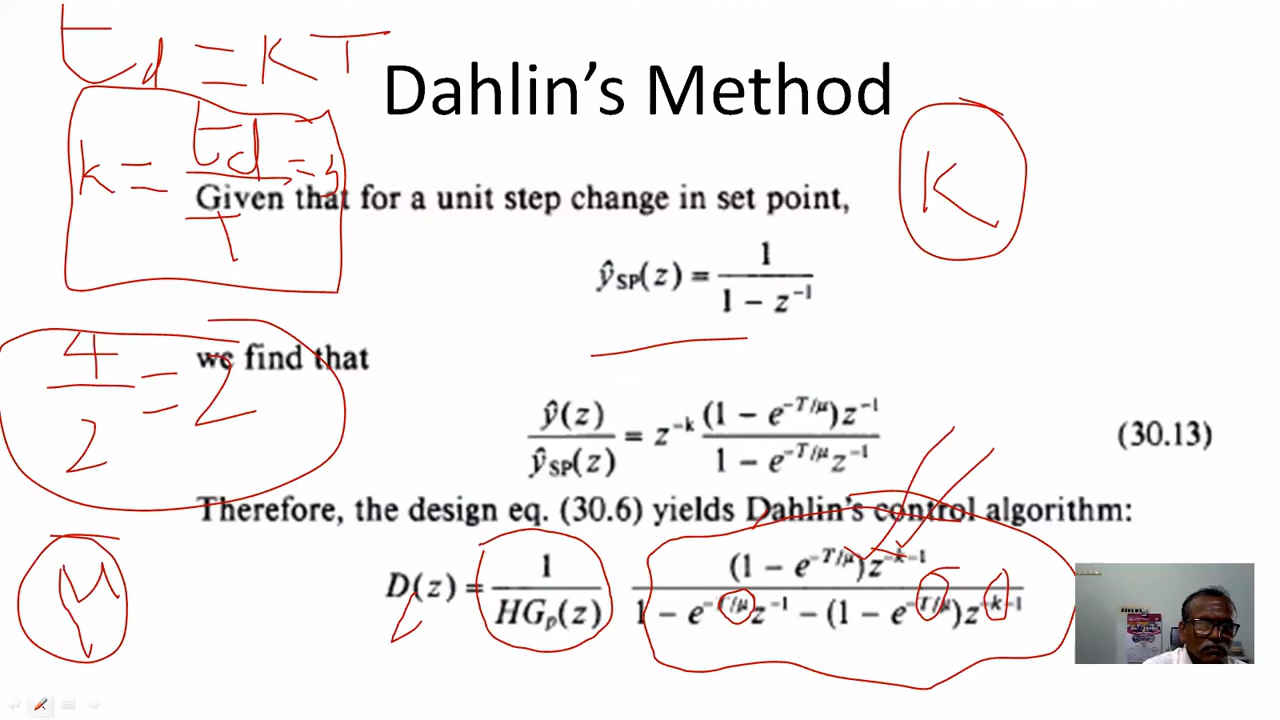 td = KT
Dahlin's Method
k = td/T =
K
Given that for a unit step change in set point,
ŷSP(z) = 1 / (1 − z⁻¹)
4/2 = 2
we find that
ŷ(z)/ŷSP(z) = z^{-k} (1 − e^{-T/μ})z^{-1} / (1 − e^{-T/μ}z^{-1}) (30.13)
Therefore, the design eq. (30.6) yields Dahlin's control algorithm:
μ
D(z) = 1/HGp(z) (1 − e^{-T/μ})z^{-k-1} / (1 − e^{-T/μ}z^{-1} − (1 − e^{-T/μ})z^{-k-1})